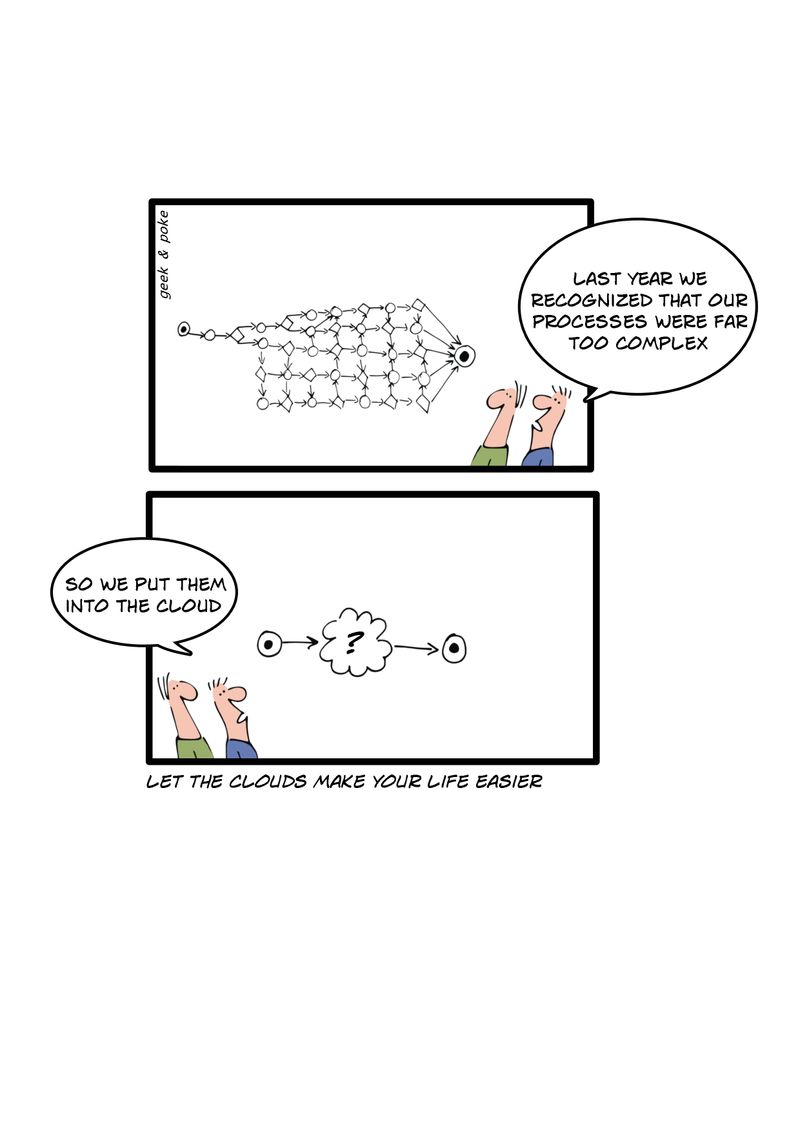 geek & poke
LAST YEAR WE
RECOGNIZED THAT OUR
PROCESSES WERE FAR
TOO COMPLEX
SO WE PUT THEM
INTO THE CLOUD
?
LET THE CLOUDS MAKE YOUR LIFE EASIER